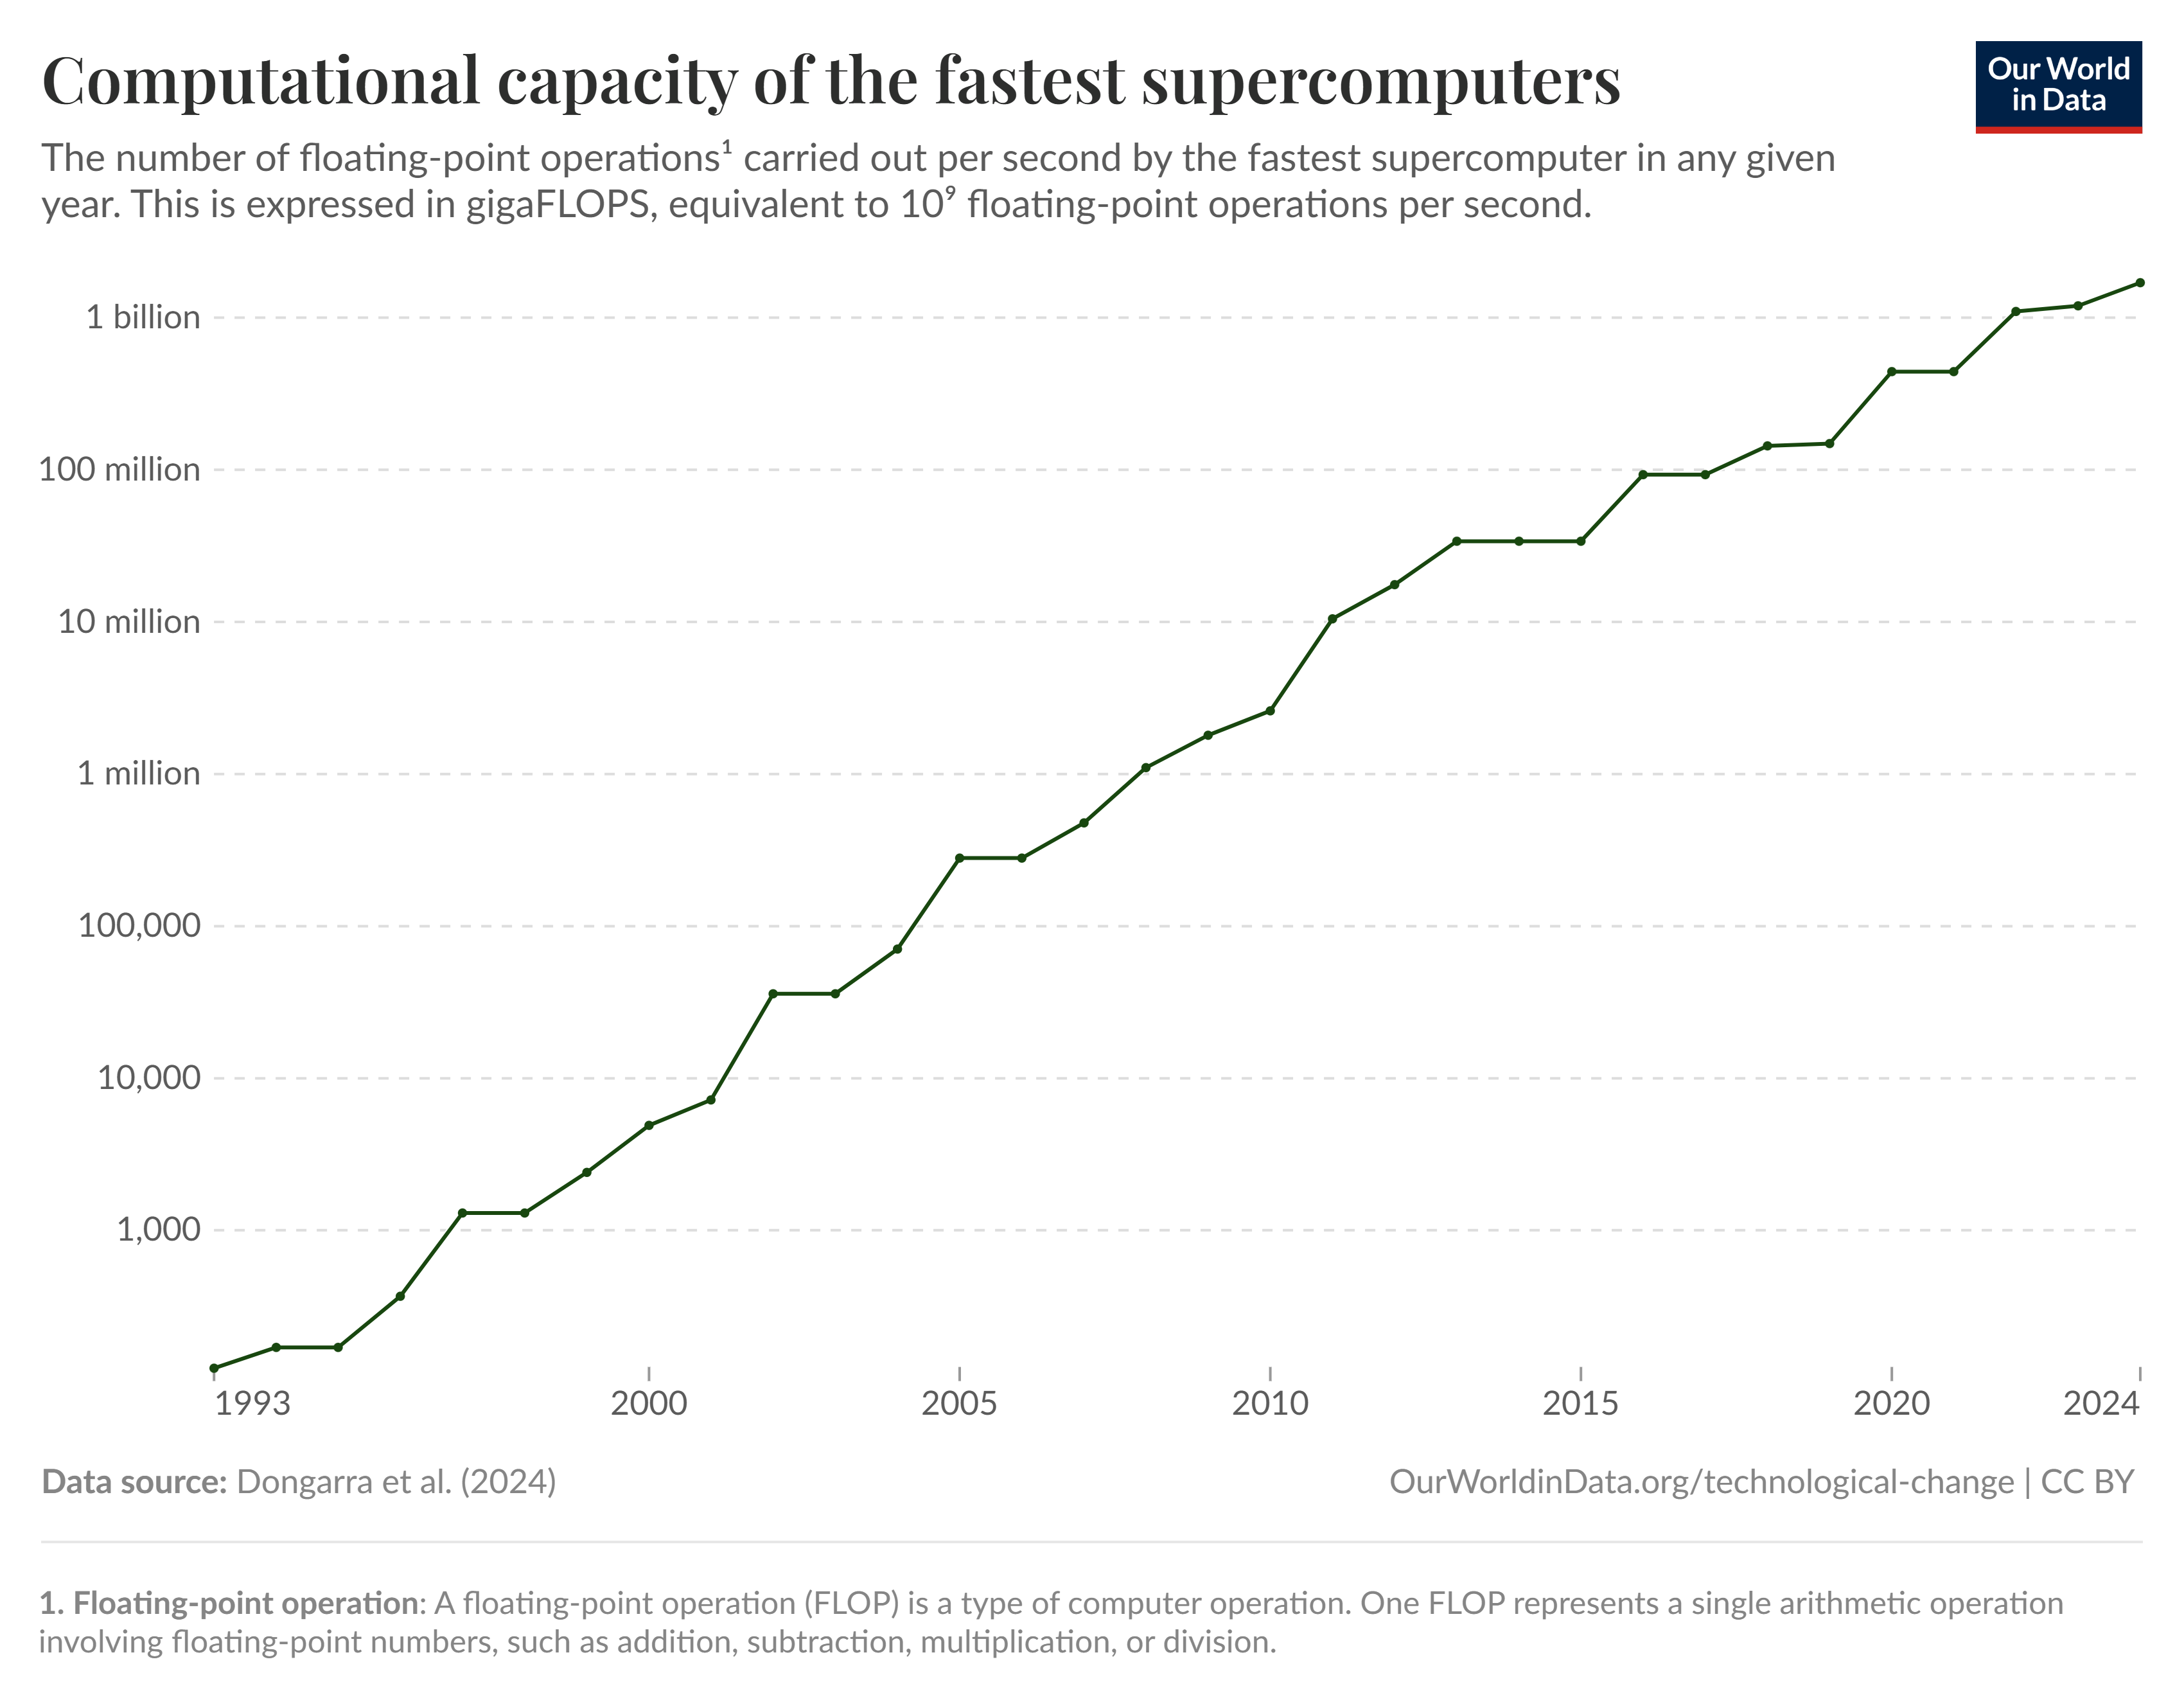 Computational capacity of the fastest supercomputers
Our World
in Data
The number of floating-point operations¹ carried out per second by the fastest supercomputer in any given
year. This is expressed in gigaFLOPS, equivalent to 10⁹ floating-point operations per second.
1 billion
100 million
10 million
1 million
100,000
10,000
1,000
1993
2000
2005
2010
2015
2020
2024
Data source: Dongarra et al. (2024)
OurWorldinData.org/technological-change | CC BY
1. Floating-point operation: A floating-point operation (FLOP) is a type of computer operation. One FLOP represents a single arithmetic operation
involving floating-point numbers, such as addition, subtraction, multiplication, or division.